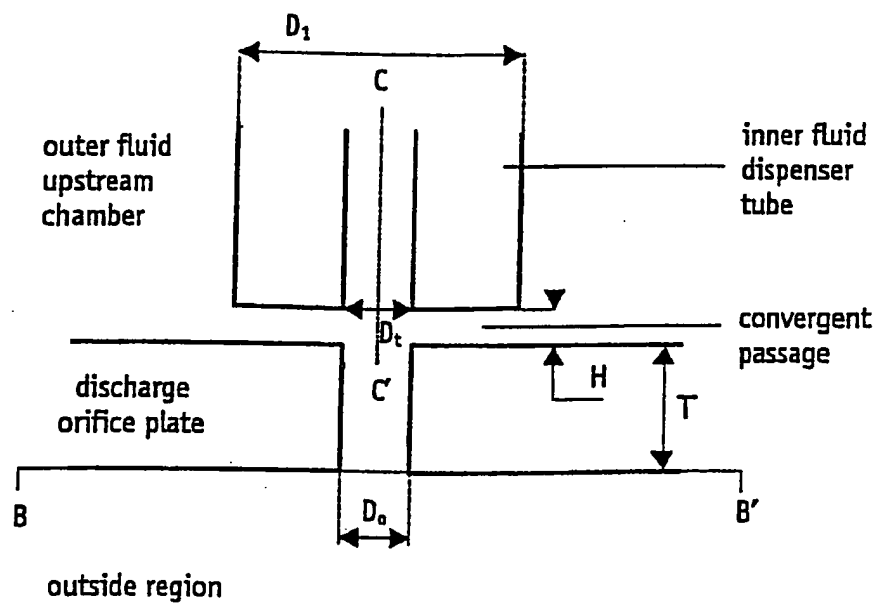 D₁
C
outer fluid
upstream
chamber
inner fluid
dispenser
tube
Dₜ
convergent
passage
C′
H
T
discharge
orifice plate
B
Dₒ
B′
outside region